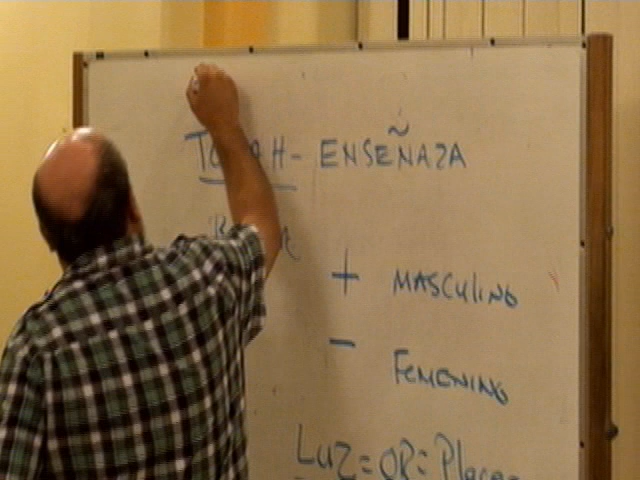 - ENSEÑAZA
+ MASCULINO
- FEMENINO
LUZ = OR =